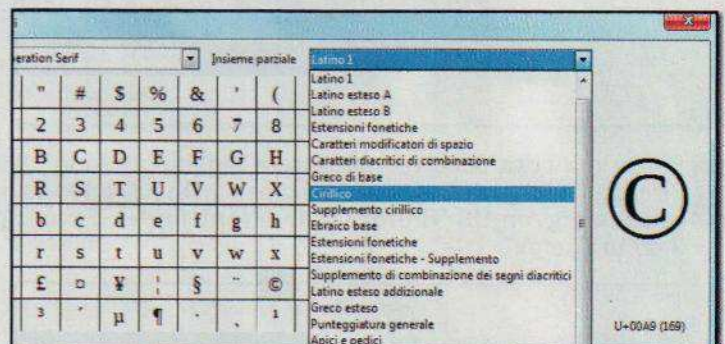 eration Serif Insieme parziale Latino 1
" # $ % & ' (
2 3 4 5 6 7 8
B C D E F G H
R S T U V W X
b c d e f g h
r s t u v w x
£ ¤ ¥ ¦ § ¨ ©
³ ´ µ ¶ · ¸ ¹
Latino 1
Latino esteso A
Latino esteso B
Estensioni fonetiche
Caratteri modificatori di spazio
Caratteri diacritici di combinazione
Greco di base
Cirillico
Supplemento cirillico
Ebraico base
Estensioni fonetiche
Estensioni fonetiche - Supplemento
Supplemento di combinazione dei segni diacritici
Latino esteso addizionale
Greco esteso
Punteggiatura generale
Apici e pedici
©
U+00A9 (169)